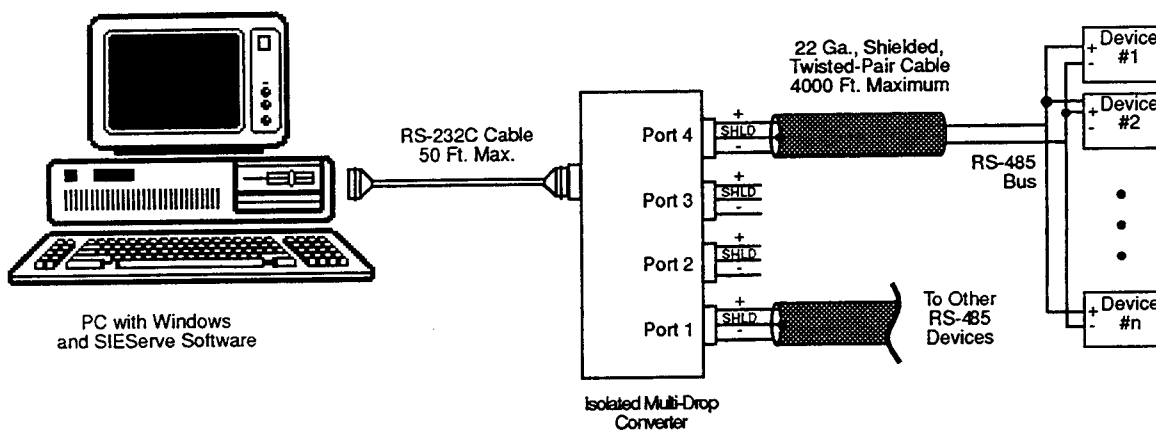 22 Ga., Shielded,
Twisted-Pair Cable
4000 Ft. Maximum
RS-232C Cable
50 Ft. Max.
Port 4
+
SHLD
-
Port 3
+
SHLD
-
Port 2
+
SHLD
-
Port 1
+
SHLD
-
RS-485
Bus
+
-
Device
#1
+
-
Device
#2
+
-
Device
#n
To Other
RS-485
Devices
PC with Windows
and SIEServe Software
Isolated Multi-Drop
Converter